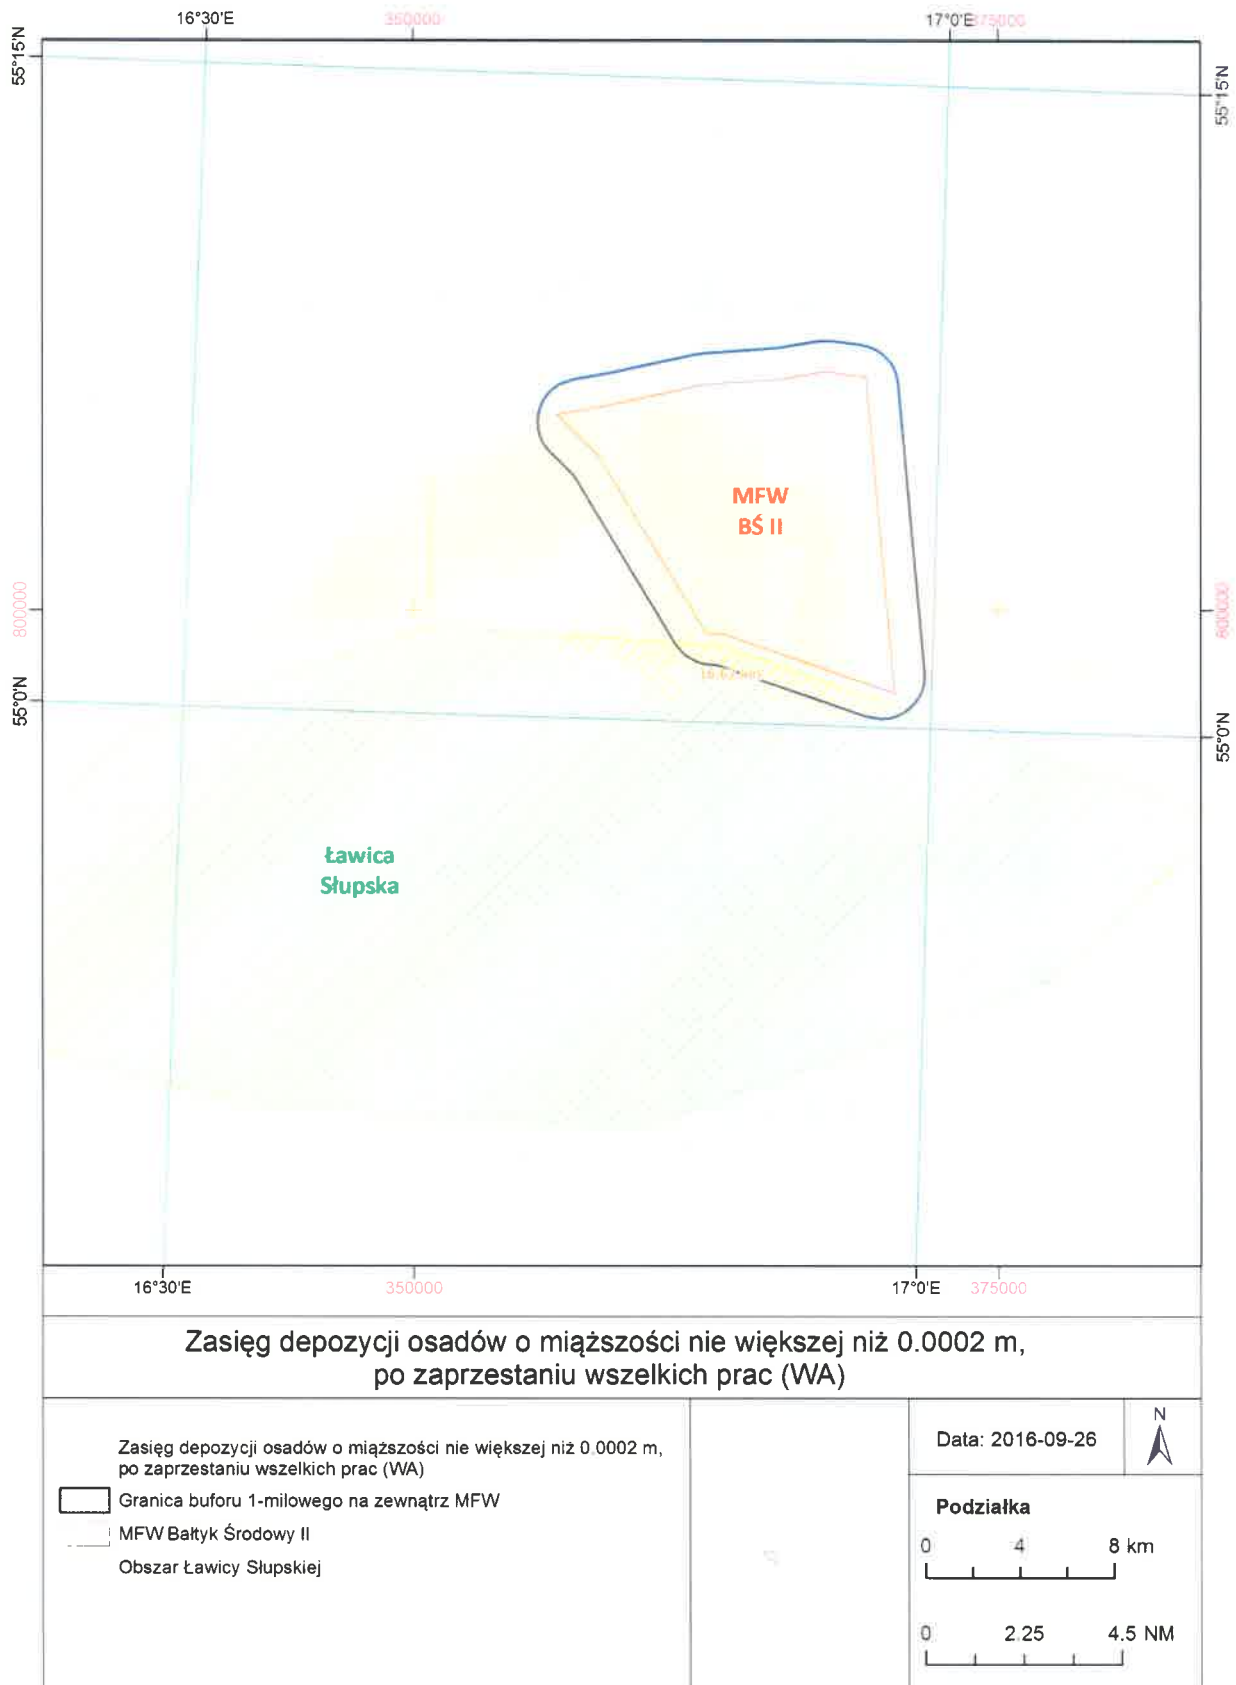 16°30'E 350000 17°0'E 375000
55°15'N
55°15'N
MFW
BŚ II
800000
800000
55°0'N
55°0'N
Ławica
Słupska
16°30'E 350000 17°0'E 375000
Zasięg depozycji osadów o miąższości nie większej niż 0.0002 m,
po zaprzestaniu wszelkich prac (WA)
Zasięg depozycji osadów o miąższości nie większej niż 0.0002 m,
po zaprzestaniu wszelkich prac (WA)
Granica buforu 1-milowego na zewnątrz MFW
MFW Bałtyk Środowy II
Obszar Ławicy Słupskiej
Data: 2016-09-26
N
Podziałka
0 4 8 km
0 2.25 4.5 NM